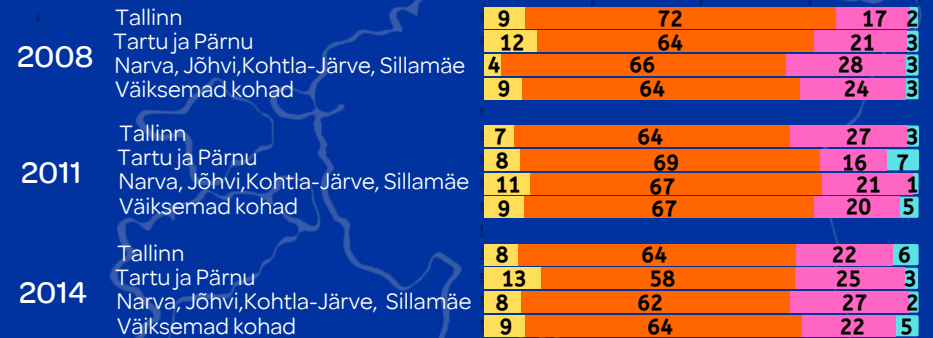 2008
Tallinn 9 72 17 2
Tartu ja Pärnu 12 64 21 3
Narva, Jõhvi,Kohtla-Järve, Sillamäe 4 66 28 3
Väiksemad kohad 9 64 24 3
2011
Tallinn 7 64 27 3
Tartu ja Pärnu 8 69 16 7
Narva, Jõhvi,Kohtla-Järve, Sillamäe 11 67 21 1
Väiksemad kohad 9 67 20 5
2014
Tallinn 8 64 22 6
Tartu ja Pärnu 13 58 25 3
Narva, Jõhvi,Kohtla-Järve, Sillamäe 8 62 27 2
Väiksemad kohad 9 64 22 5